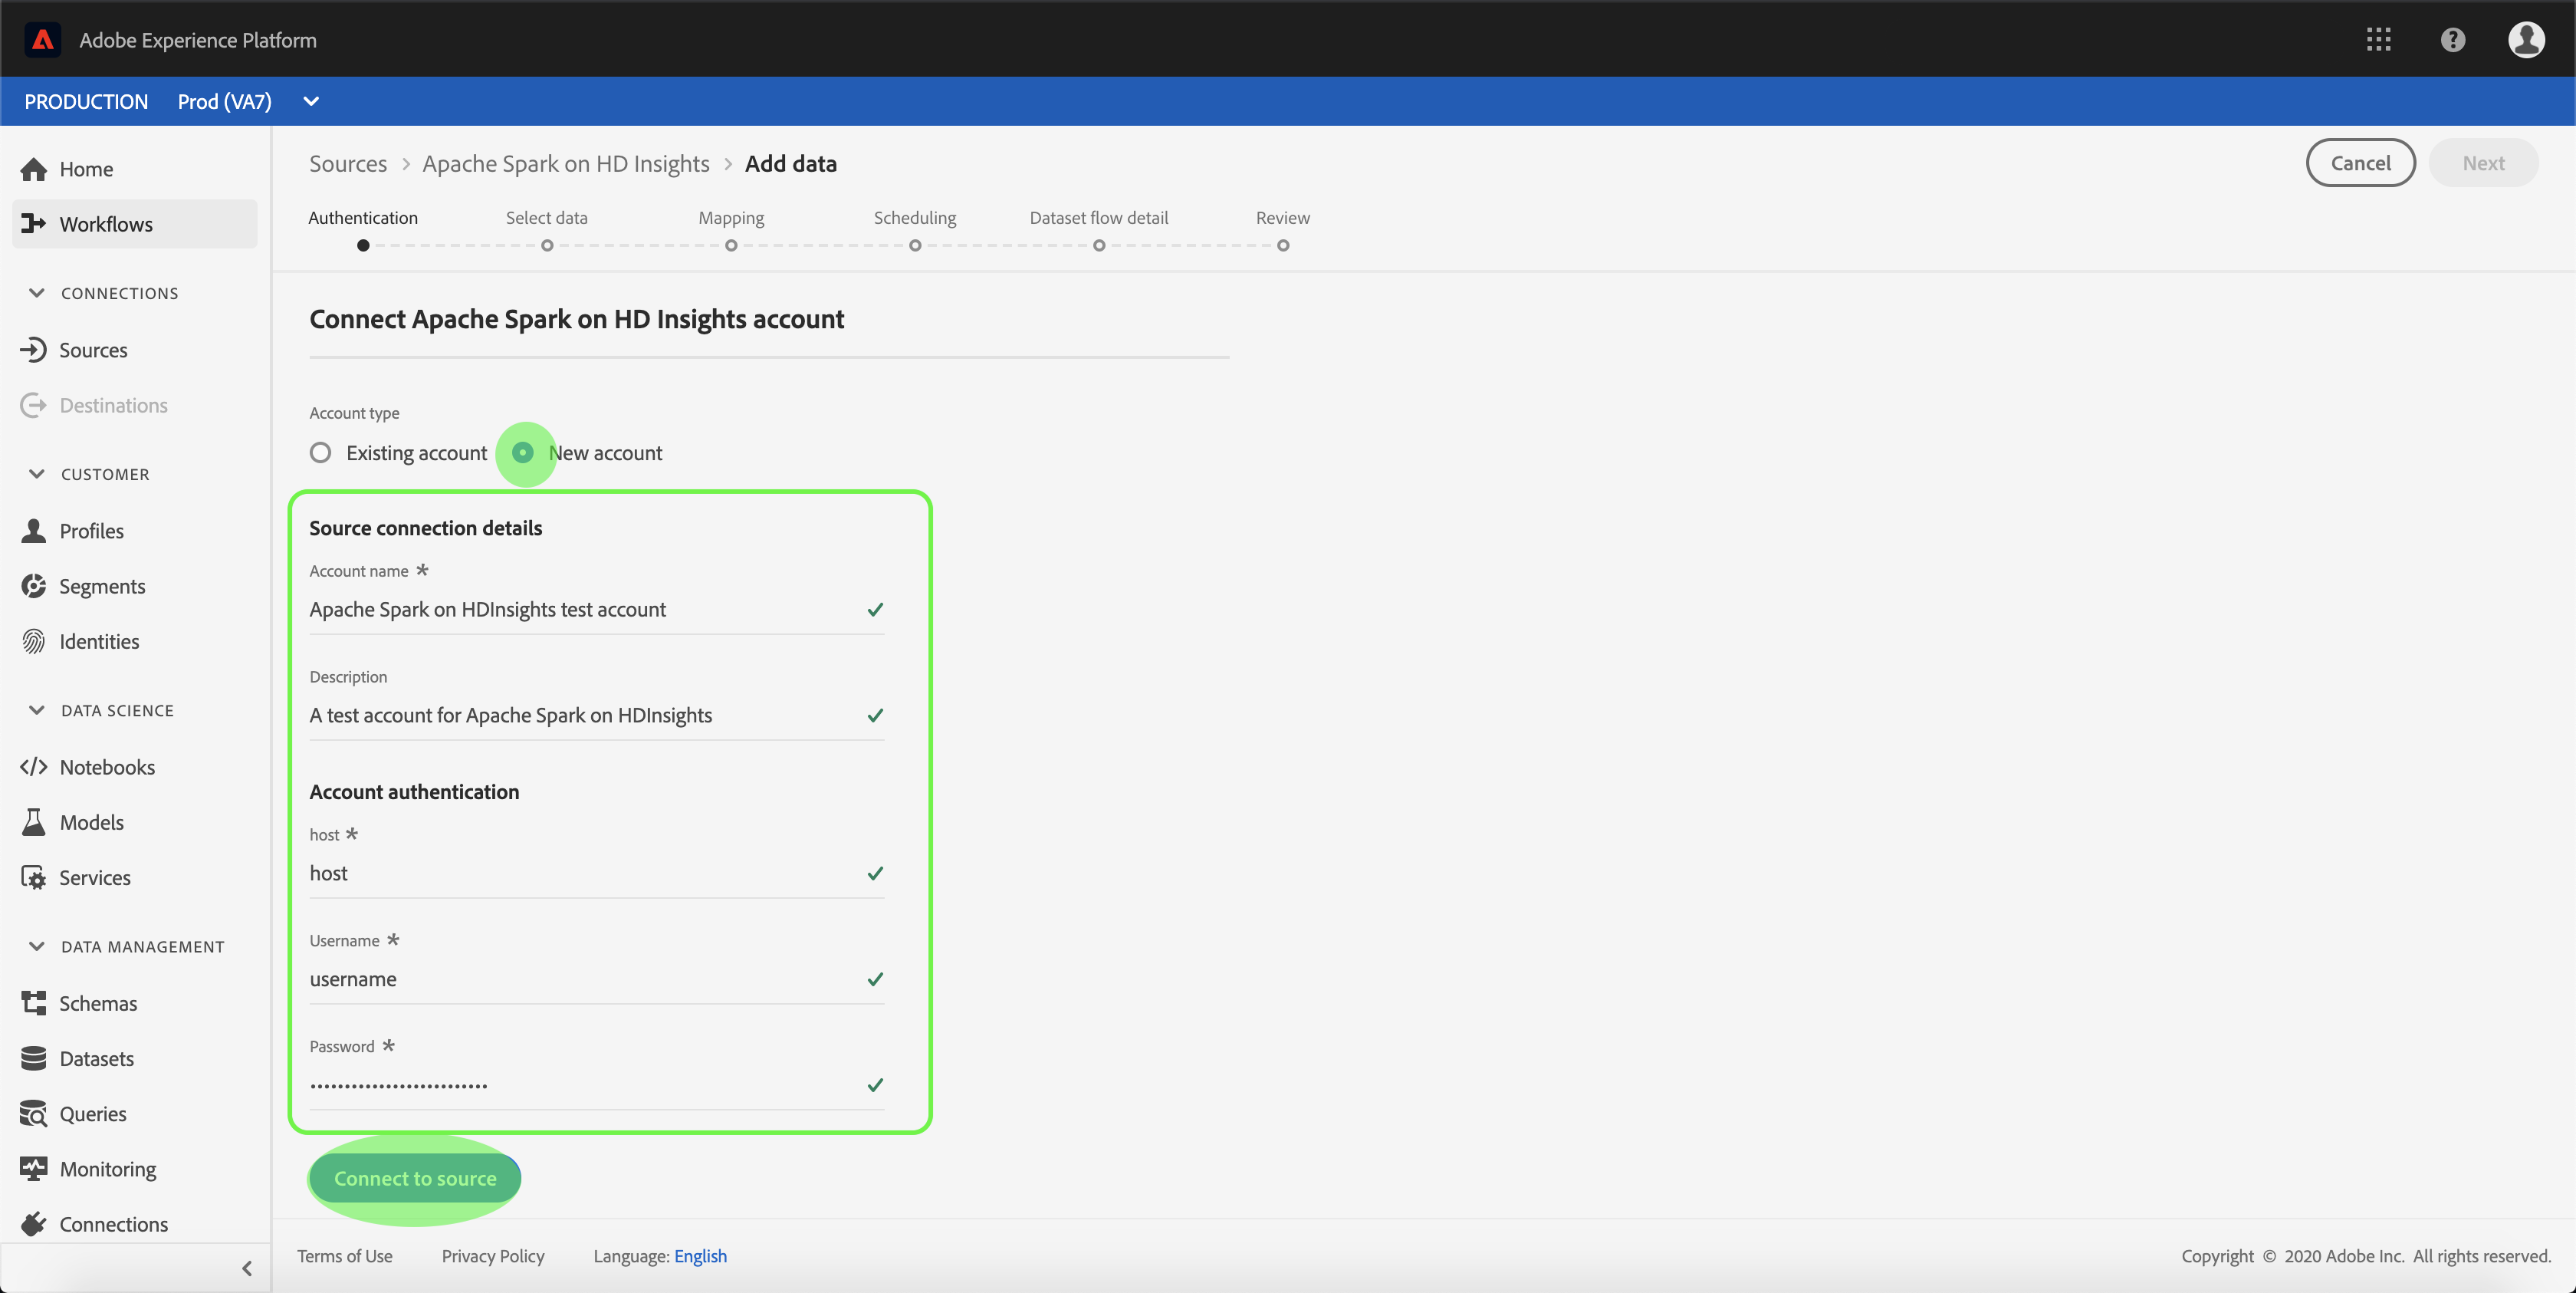 Adobe Experience Platform
PRODUCTION Prod (VA7)
Home
Workflows
CONNECTIONS
Sources
Destinations
CUSTOMER
Profiles
Segments
Identities
DATA SCIENCE
Notebooks
Models
Services
DATA MANAGEMENT
Schemas
Datasets
Queries
Monitoring
Connections
Sources > Apache Spark on HD Insights > Add data
Cancel Next
Authentication Select data Mapping Scheduling Dataset flow detail Review
Connect Apache Spark on HD Insights account
Account type
Existing account New account
Source connection details
Account name *
Apache Spark on HDInsights test account
Description
A test account for Apache Spark on HDInsights
Account authentication
host *
host
Username *
username
Password *
••••••••••••••••••••••••••
Connect to source
Terms of Use Privacy Policy Language: English Copyright © 2020 Adobe Inc. All rights reserved.